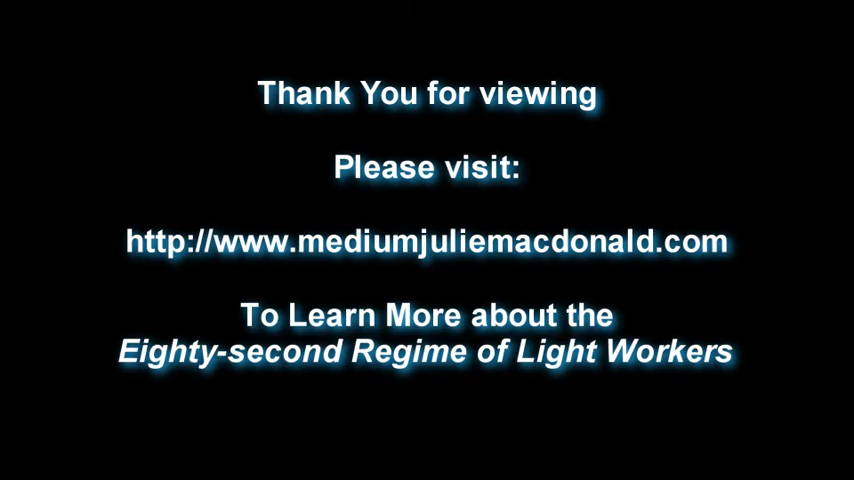 Thank You for viewing
Please visit:
http://www.mediumjuliemacdonald.com
To Learn More about the
Eighty-second Regime of Light Workers